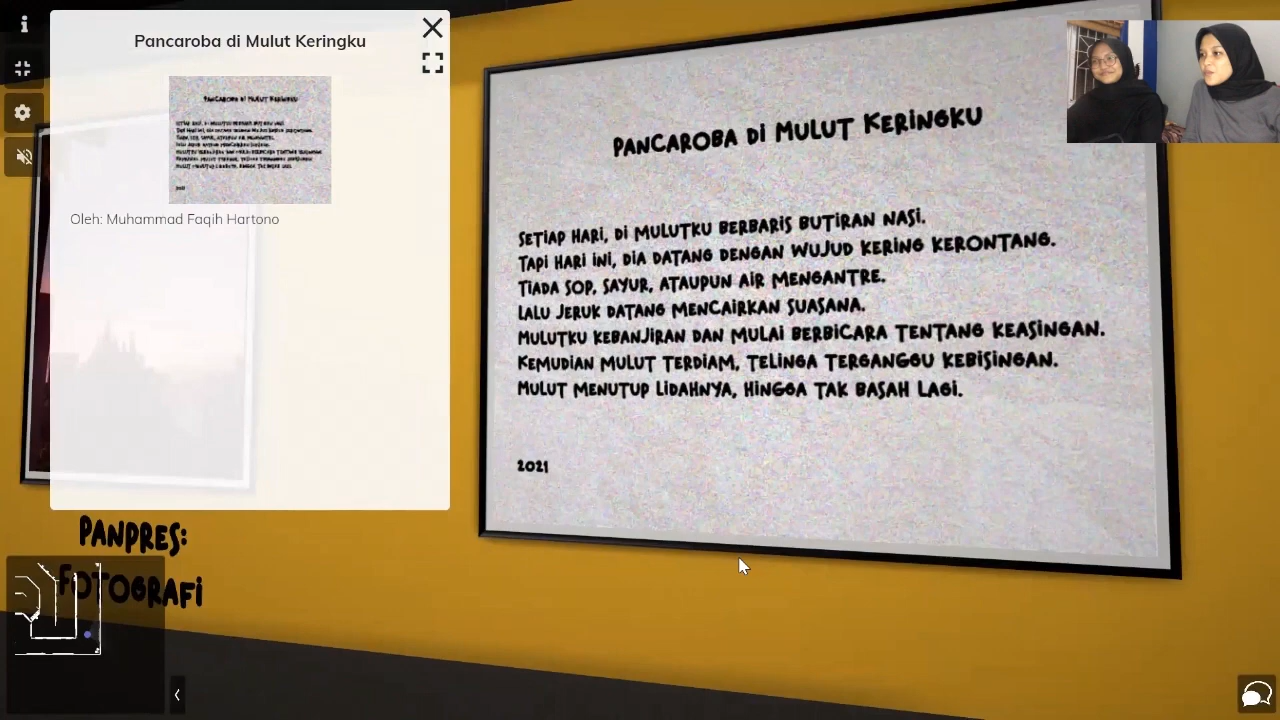 Pancaroba di Mulut Keringku
Oleh: Muhammad Faqih Hartono
PANCAROBA Di MULUT KERiNGKU
SETiAP HARi, Di MULUTKU BERBARiS BUTiRAN NASi.
TAPi HARi iNi, DiA DATANG DENGAN WUJUD KERiNG KERONTANG.
TiADA SOP, SAYUR, ATAUPUN AiR MENGANTRE.
LALU JERUK DATANG MENCAiRKAN SUASANA.
MULUTKU KEBANJiRAN DAN MULAi BERBiCARA TENTANG KEASiNGAN.
KEMUDiAN MULUT TERDiAM, TELiNGA TERGANGGU KEBiSiNGAN.
MULUT MENUTUP LiDAHNYA, HiNGGA TAK BASAH LAGi.
2021
PANPRES:
FOTOGRAFi